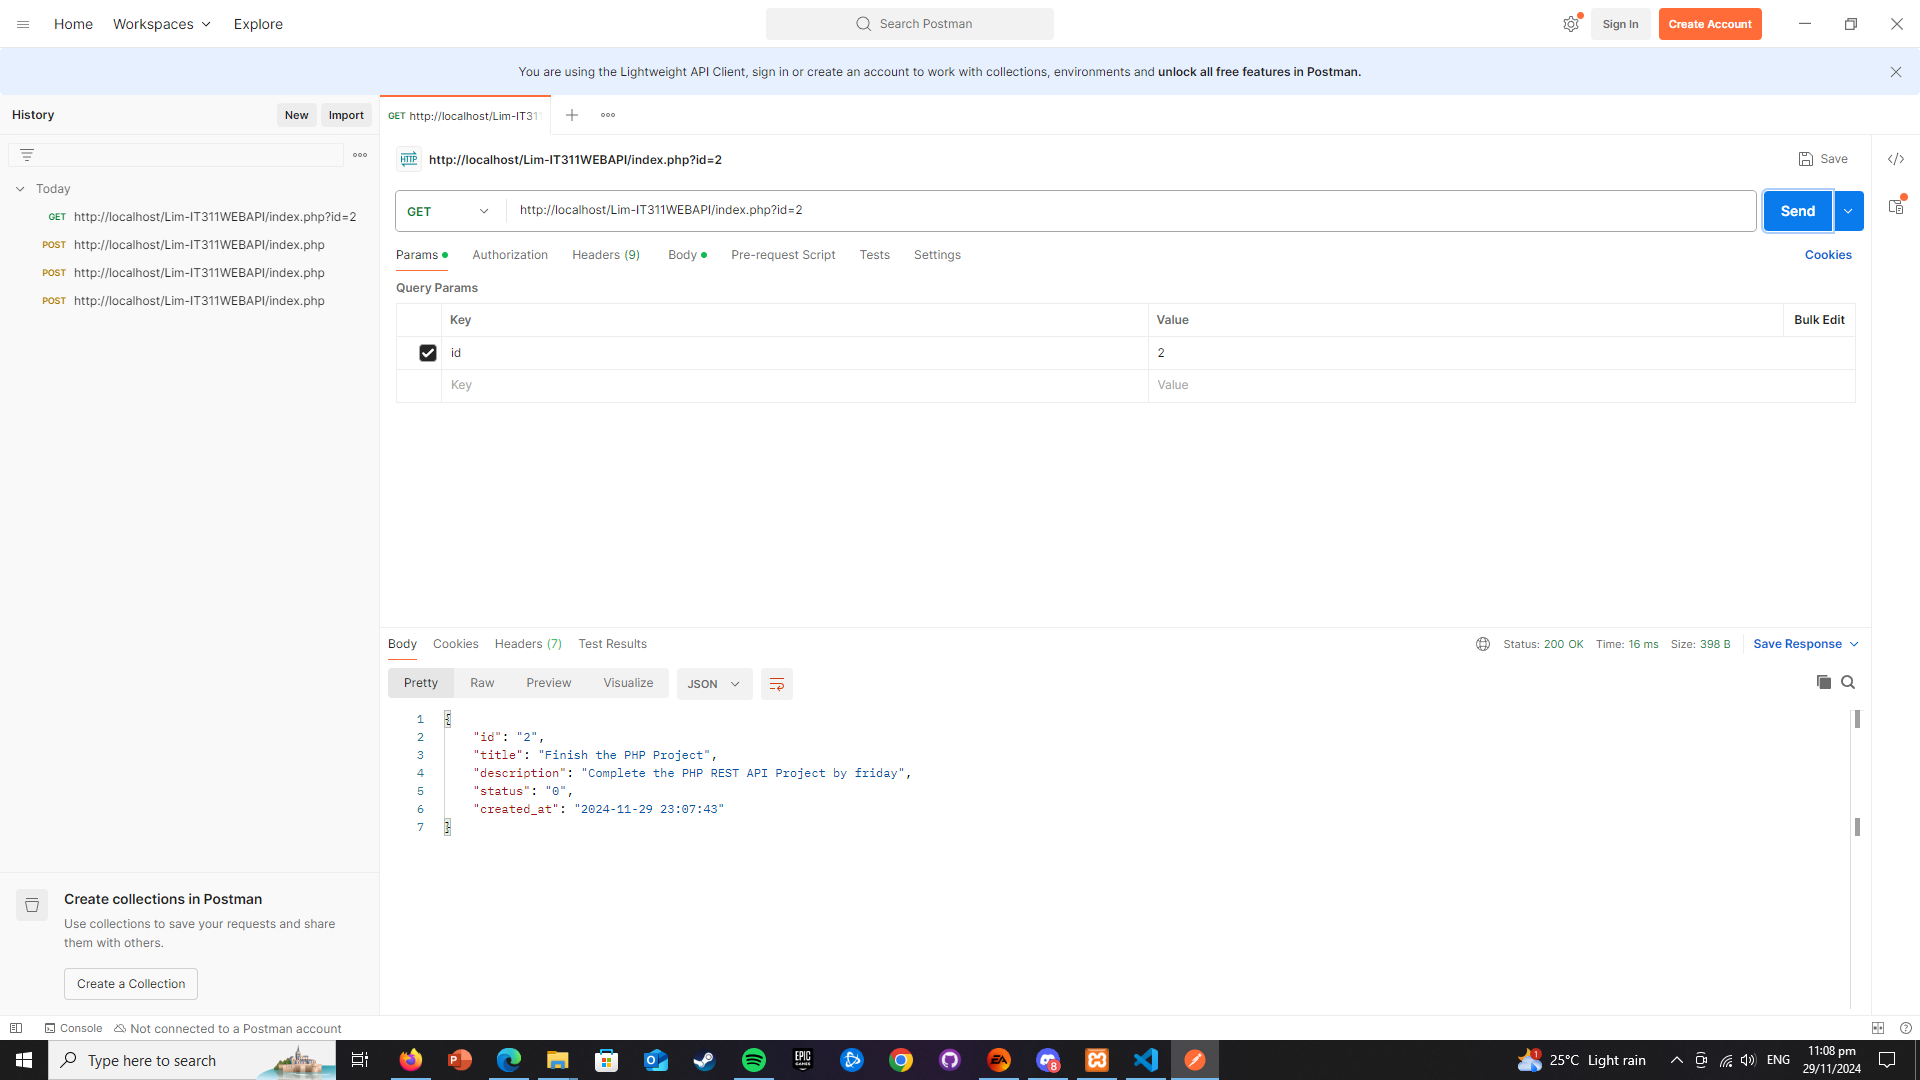 Home Workspaces Explore
Search Postman
Sign In
Create Account
You are using the Lightweight API Client, sign in or create an account to work with collections, environments and unlock all free features in Postman.
History
New
Import
Today
GET http://localhost/Lim-IT311WEBAPI/index.php?id=2
POST http://localhost/Lim-IT311WEBAPI/index.php
POST http://localhost/Lim-IT311WEBAPI/index.php
POST http://localhost/Lim-IT311WEBAPI/index.php
Create collections in Postman
Use collections to save your requests and share
them with others.
Create a Collection
GET http://localhost/Lim-IT311
HTTP http://localhost/Lim-IT311WEBAPI/index.php?id=2
Save
GET http://localhost/Lim-IT311WEBAPI/index.php?id=2
Send
Params Authorization Headers (9) Body Pre-request Script Tests Settings
Cookies
Query Params
Key Value Bulk Edit
id 2
Key Value
Body Cookies Headers (7) Test Results
Status: 200 OK Time: 16 ms Size: 398 B
Save Response
Pretty Raw Preview Visualize JSON
1 {
2 "id": "2",
3 "title": "Finish the PHP Project",
4 "description": "Complete the PHP REST API Project by friday",
5 "status": "0",
6 "created_at": "2024-11-29 23:07:43"
7 }
Console Not connected to a Postman account
Type here to search
EPIC GAMES
EA
8
1
25°C Light rain
ENG
11:08 pm
29/11/2024